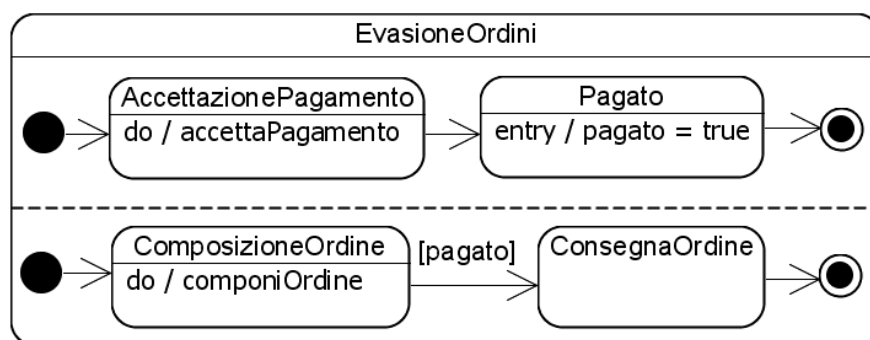 EvasioneOrdini
AccettazionePagamento
do / accettaPagamento
Pagato
entry / pagato = true
ComposizioneOrdine
do / componiOrdine
[pagato]
ConsegnaOrdine